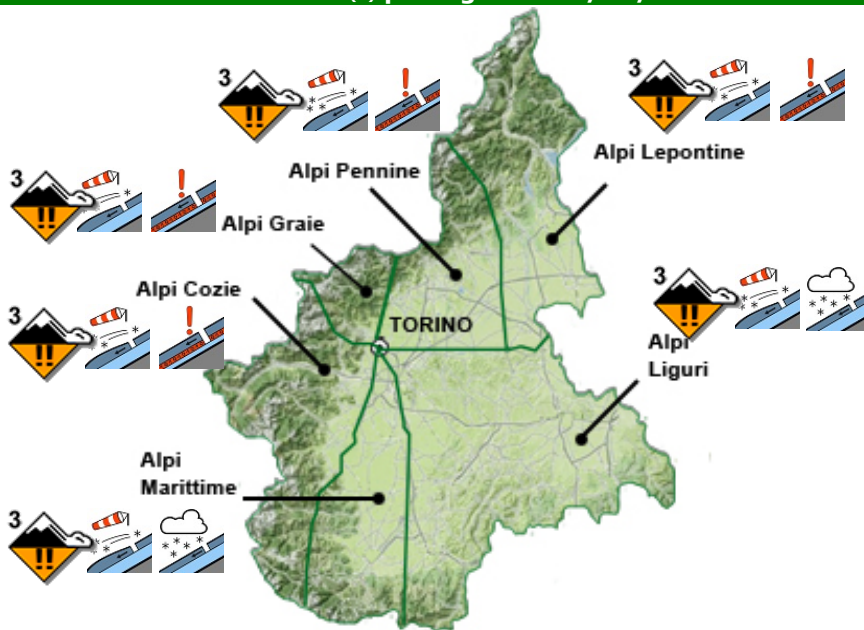 3
3
Alpi Lepontine
Alpi Pennine
3
Alpi Graie
3
Alpi Cozie
3
TORINO
Alpi
Liguri
Alpi
Marittime
3